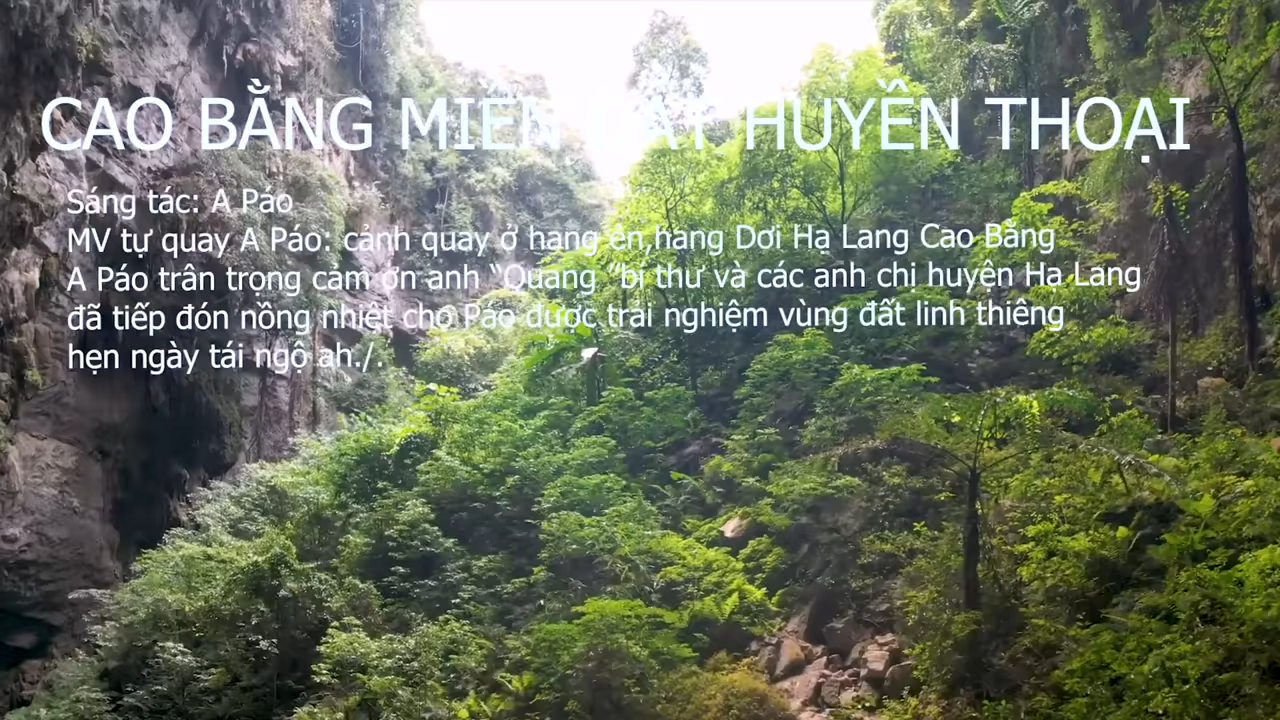 CAO BẰNG MIỀN ĐẤT HUYỀN THOẠI
Sáng tác: A Páo
MV tự quay A Páo: cảnh quay ở hang én,hang Dơi Hạ Lang Cao Bằng
A Páo trân trọng cảm ơn anh “Quang ”bí thư và các anh chị huyện Hạ Lang
đã tiếp đón nồng nhiệt cho Páo được trải nghiệm vùng đất linh thiêng
hẹn ngày tái ngộ ah./.